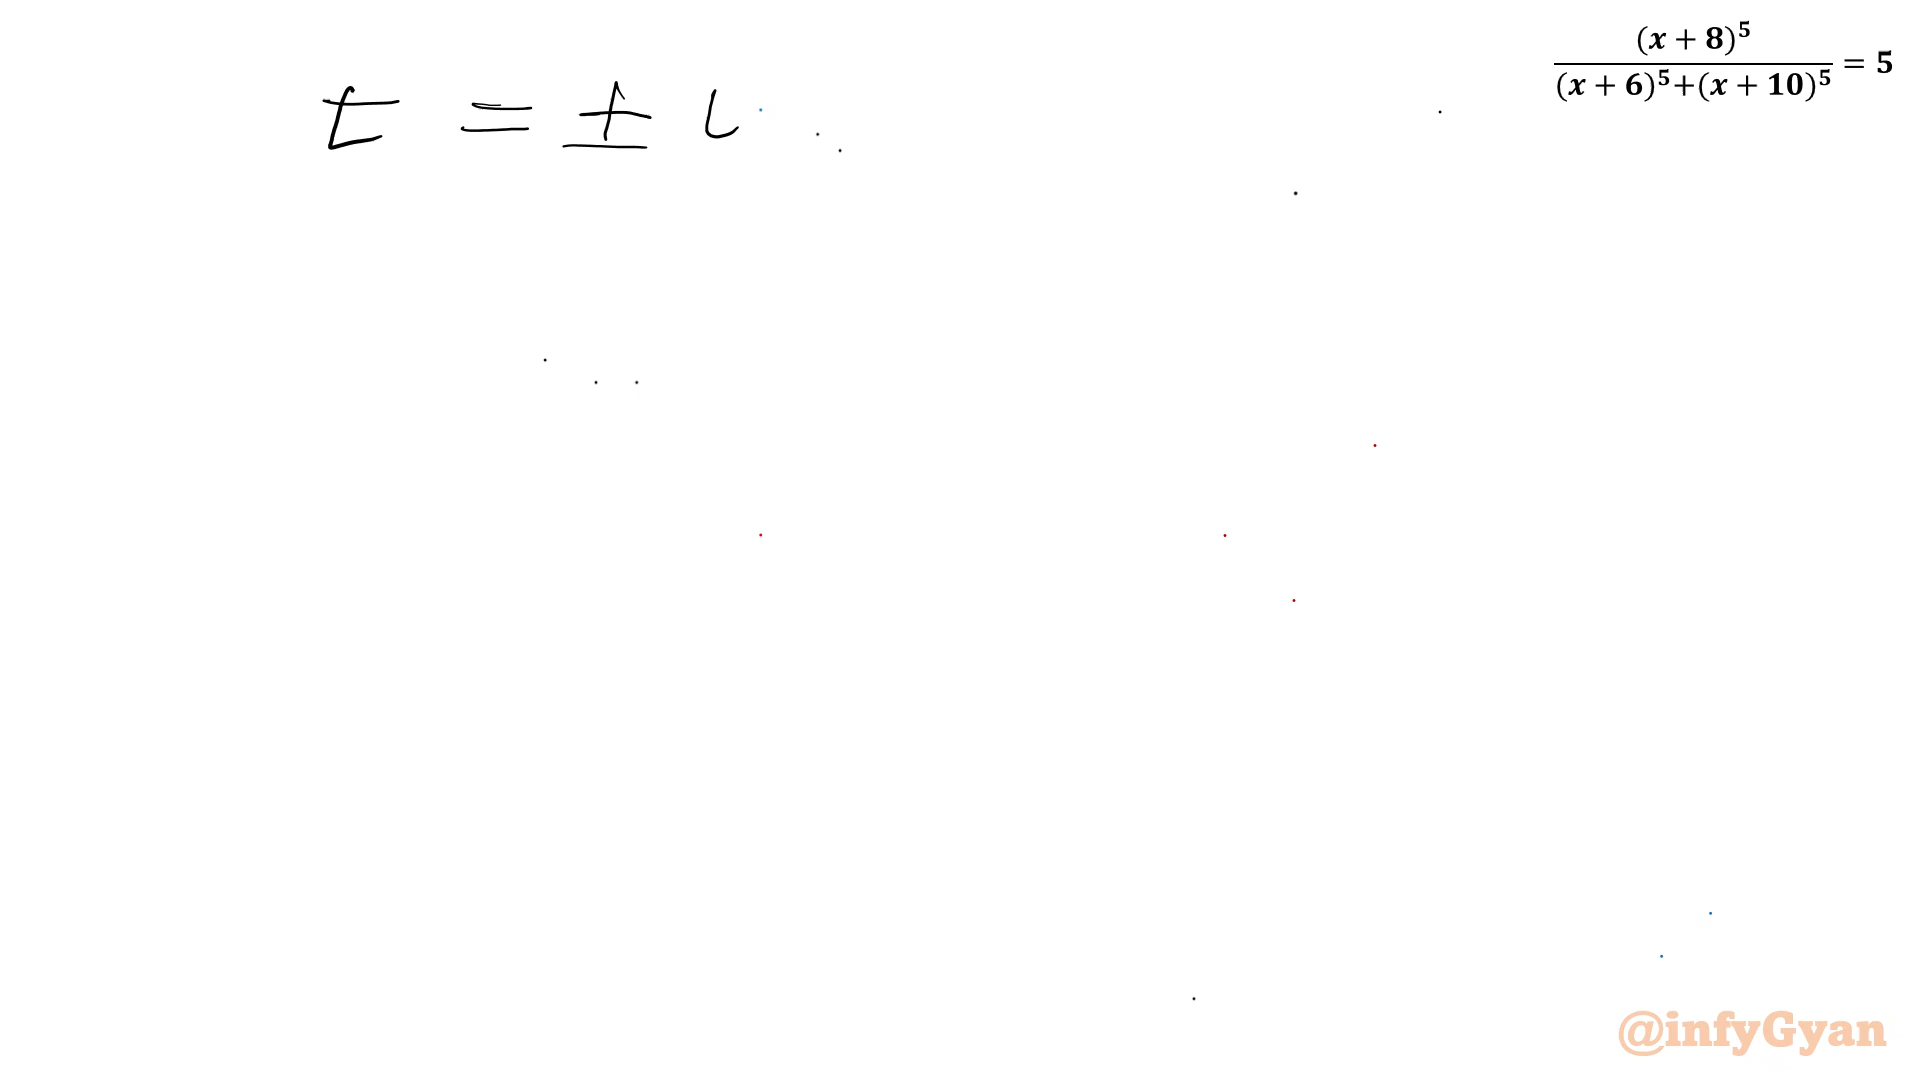 t = ±
(x + 8)^5 / ((x + 6)^5+(x + 10)^5) = 5
@infyGyan